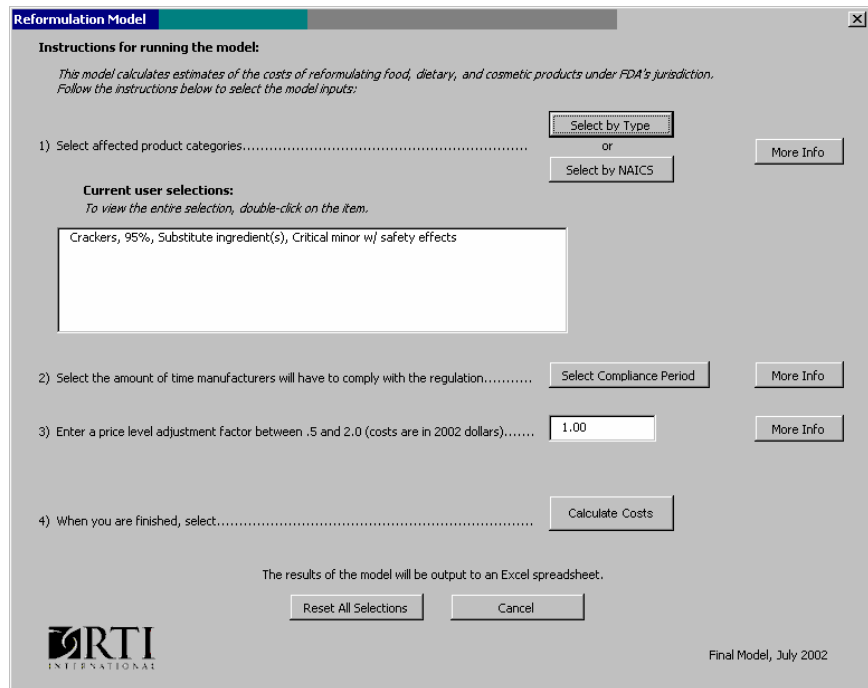 Reformulation Model
Instructions for running the model:
This model calculates estimates of the costs of reformulating food, dietary, and cosmetic products under FDA's jurisdiction.
Follow the instructions below to select the model inputs:
Select by Type
1) Select affected product categories............................................................... or
More Info
Select by NAICS
Current user selections:
To view the entire selection, double-click on the item.
Crackers, 95%, Substitute ingredient(s), Critical minor w/ safety effects
2) Select the amount of time manufacturers will have to comply with the regulation........... Select Compliance Period More Info
3) Enter a price level adjustment factor between .5 and 2.0 (costs are in 2002 dollars)....... 1.00 More Info
4) When you are finished, select...................................................................... Calculate Costs
The results of the model will be output to an Excel spreadsheet.
Reset All Selections Cancel
RTI
INTERNATIONAL
Final Model, July 2002